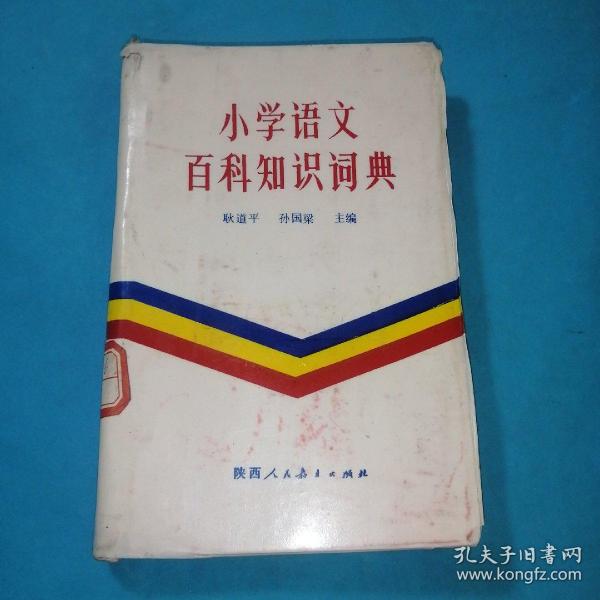 小学语文
百科知识词典
耿道平 孙国梁 主编
陕西人民教育出版社
孔夫子旧书网
www.kongfz.com